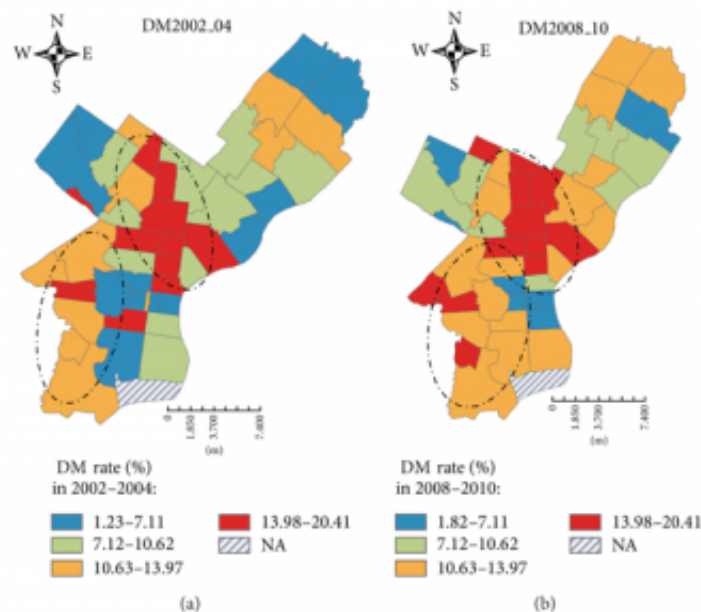 DM2002_04
N
W E
S
0
1.850
3.700
7.400
(m)
DM rate (%)
in 2002–2004:
1.23–7.11
7.12–10.62
10.63–13.97
13.98–20.41
NA
(a)
DM2008_10
N
W E
S
0
1.850
3.700
7.400
(m)
DM rate (%)
in 2008–2010:
1.82–7.11
7.12–10.62
10.63–13.97
13.98–20.41
NA
(b)